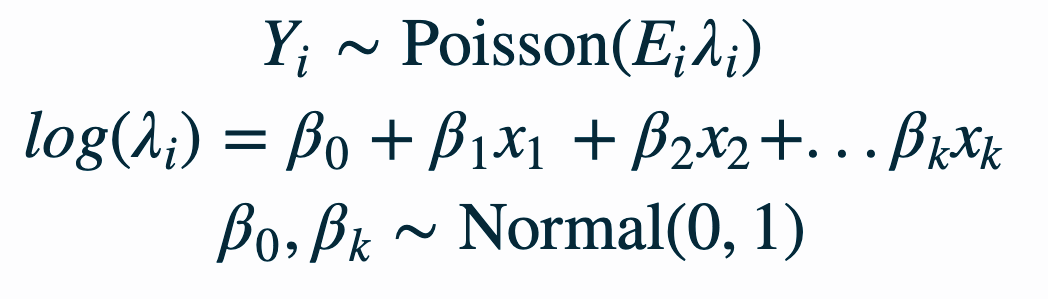 Yᵢ ~ Poisson(Eᵢλᵢ)
log(λᵢ) = β₀ + β₁x₁ + β₂x₂+. . . βₖxₖ
β₀, βₖ ~ Normal(0, 1)